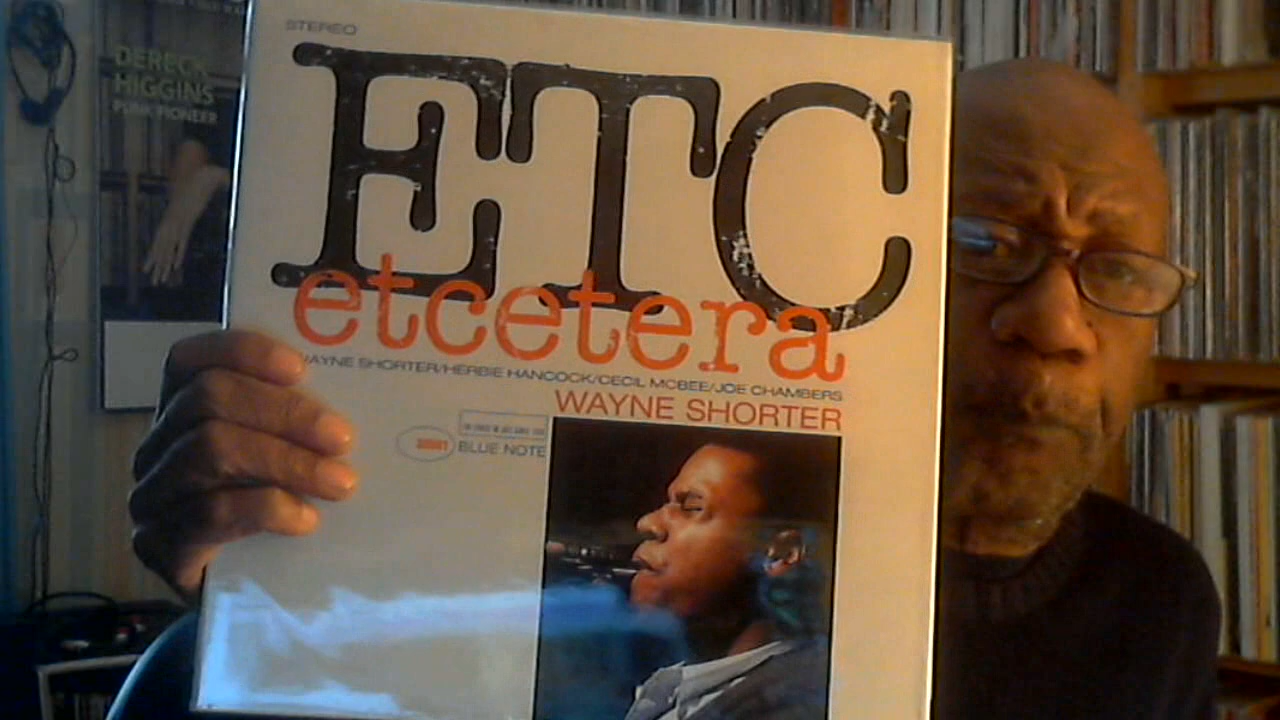 DERECK
HIGGINS
PUNK PIONEER
STEREO
ETC
etcetera
WAYNE SHORTER/HERBIE HANCOCK/CECIL MCBEE/JOE CHAMBERS
WAYNE SHORTER
BLUE NOTE